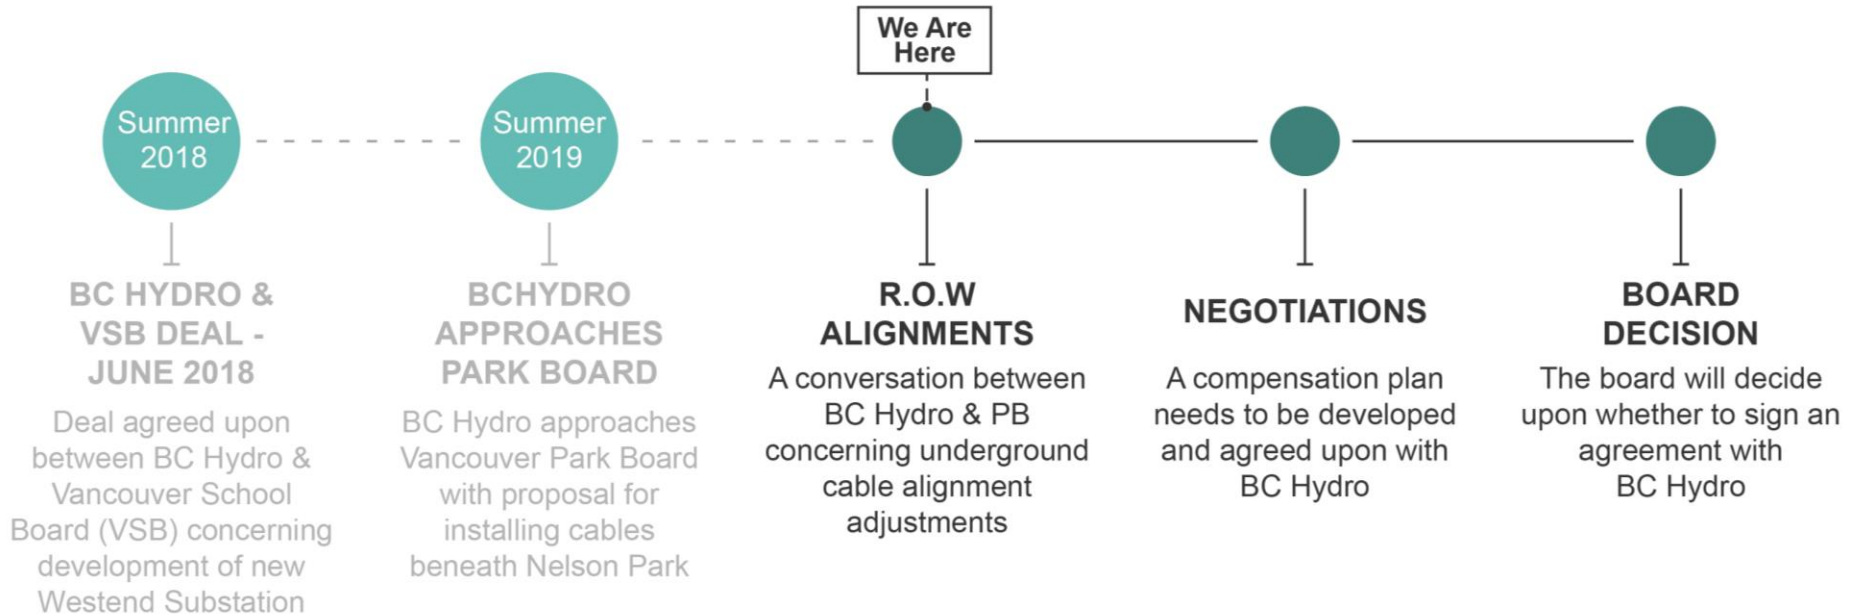 We Are
Here
Summer
2018
Summer
2019
BC HYDRO &
VSB DEAL -
JUNE 2018
Deal agreed upon
between BC Hydro &
Vancouver School
Board (VSB) concerning
development of new
Westend Substation
BCHYDRO
APPROACHES
PARK BOARD
BC Hydro approaches
Vancouver Park Board
with proposal for
installing cables
beneath Nelson Park
R.O.W
ALIGNMENTS
A conversation between
BC Hydro & PB
concerning underground
cable alignment
adjustments
NEGOTIATIONS
A compensation plan
needs to be developed
and agreed upon with
BC Hydro
BOARD
DECISION
The board will decide
upon whether to sign an
agreement with
BC Hydro